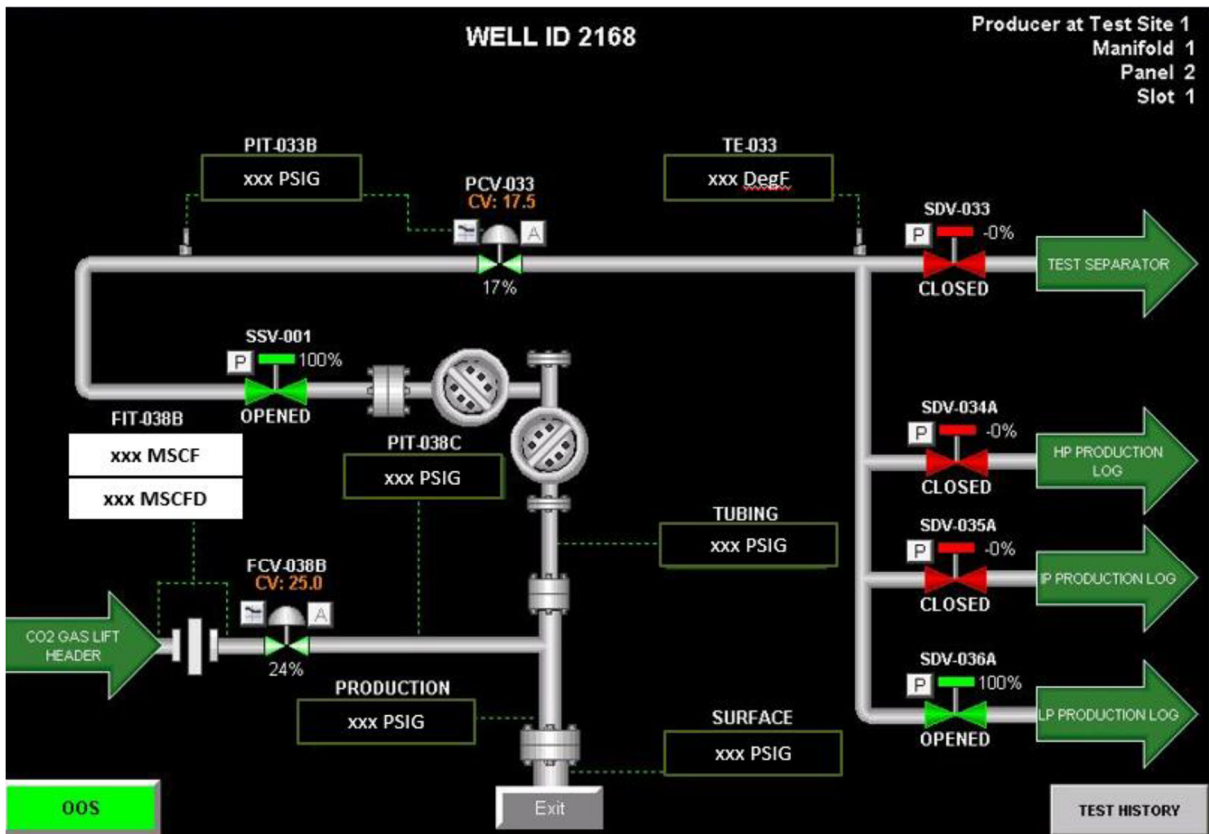 WELL ID 2168
Producer at Test Site 1
Manifold 1
Panel 2
Slot 1
PIT-033B
xxx PSIG
PCV-033
CV: 17.5
A
17%
TE-033
xxx DegF
SDV-033
P
-0%
CLOSED
TEST SEPARATOR
SSV-001
P
100%
OPENED
FIT-038B
xxx MSCF
xxx MSCFD
PIT-038C
xxx PSIG
SDV-034A
P
-0%
CLOSED
HP PRODUCTION
LOG
TUBING
xxx PSIG
SDV-035A
P
-0%
CLOSED
IP PRODUCTION LOG
FCV-038B
CV: 25.0
A
24%
CO2 GAS LIFT
HEADER
PRODUCTION
xxx PSIG
SURFACE
xxx PSIG
SDV-036A
P
100%
OPENED
LP PRODUCTION LOG
OOS
Exit
TEST HISTORY